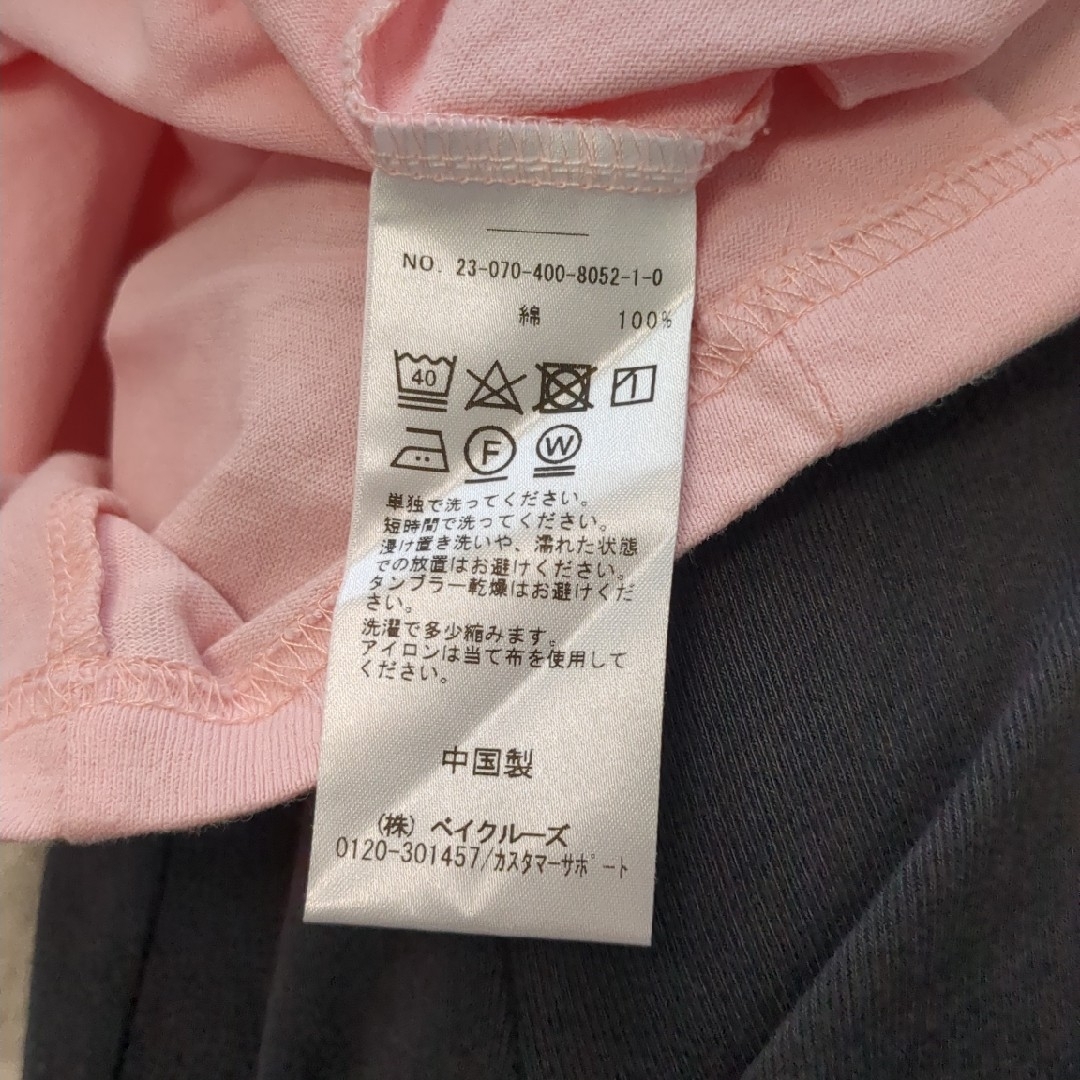 NO. 23-070-400-8052-1-0
綿 100%
40
F W
単独で洗ってください。
短時間で洗ってください。
浸け置き洗いや、濡れた状態
での放置はお避けください。
タンブラー乾燥はお避けくだ
さい。
洗濯で多少縮みます。
アイロンは当て布を使用して
ください。
中国製
(株) ベイクルーズ
0120-301457/カスタマーサポート